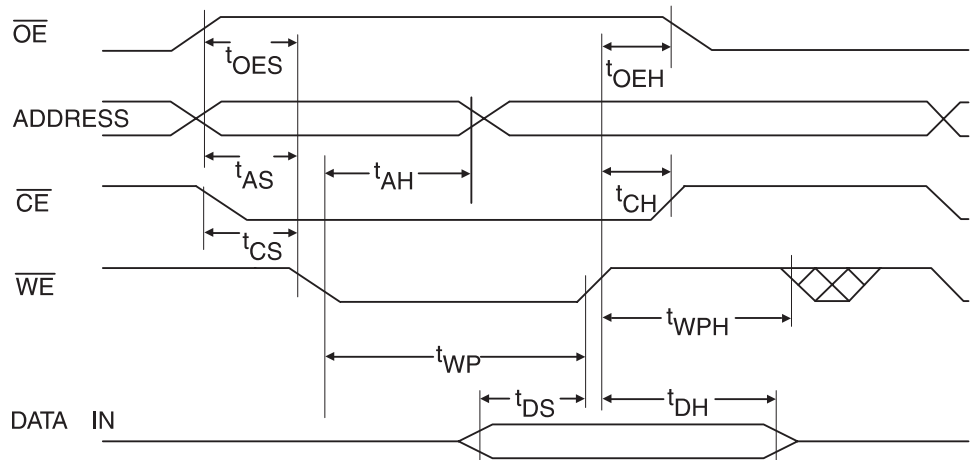 OE
tOES
tOEH
ADDRESS
tAS
tAH
tCH
CE
tCS
WE
tWPH
tWP
tDS
tDH
DATA IN